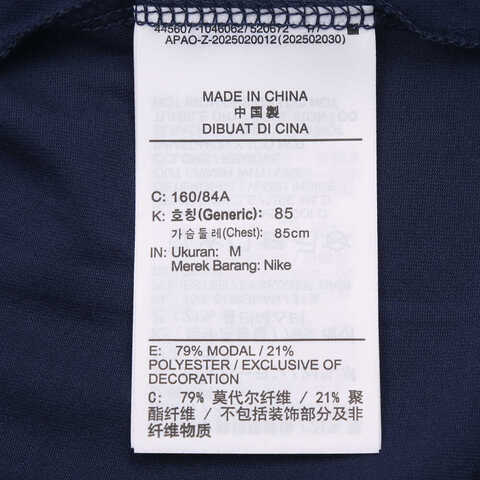 445607 -1046062/520672
APAO-Z-2025020012(202502030)
MADE IN CHINA
中国製
DIBUAT DI CINA
C: 160/84A
K: 호칭(Generic): 85
가슴둘레(Chest): 85cm
IN: Ukuran: M
Merek Barang: Nike
E: 79% MODAL / 21%
POLYESTER / EXCLUSIVE OF
DECORATION
C: 79% 莫代尔纤维 / 21% 聚
酯纤维 / 不包括装饰部分及非
纤维物质